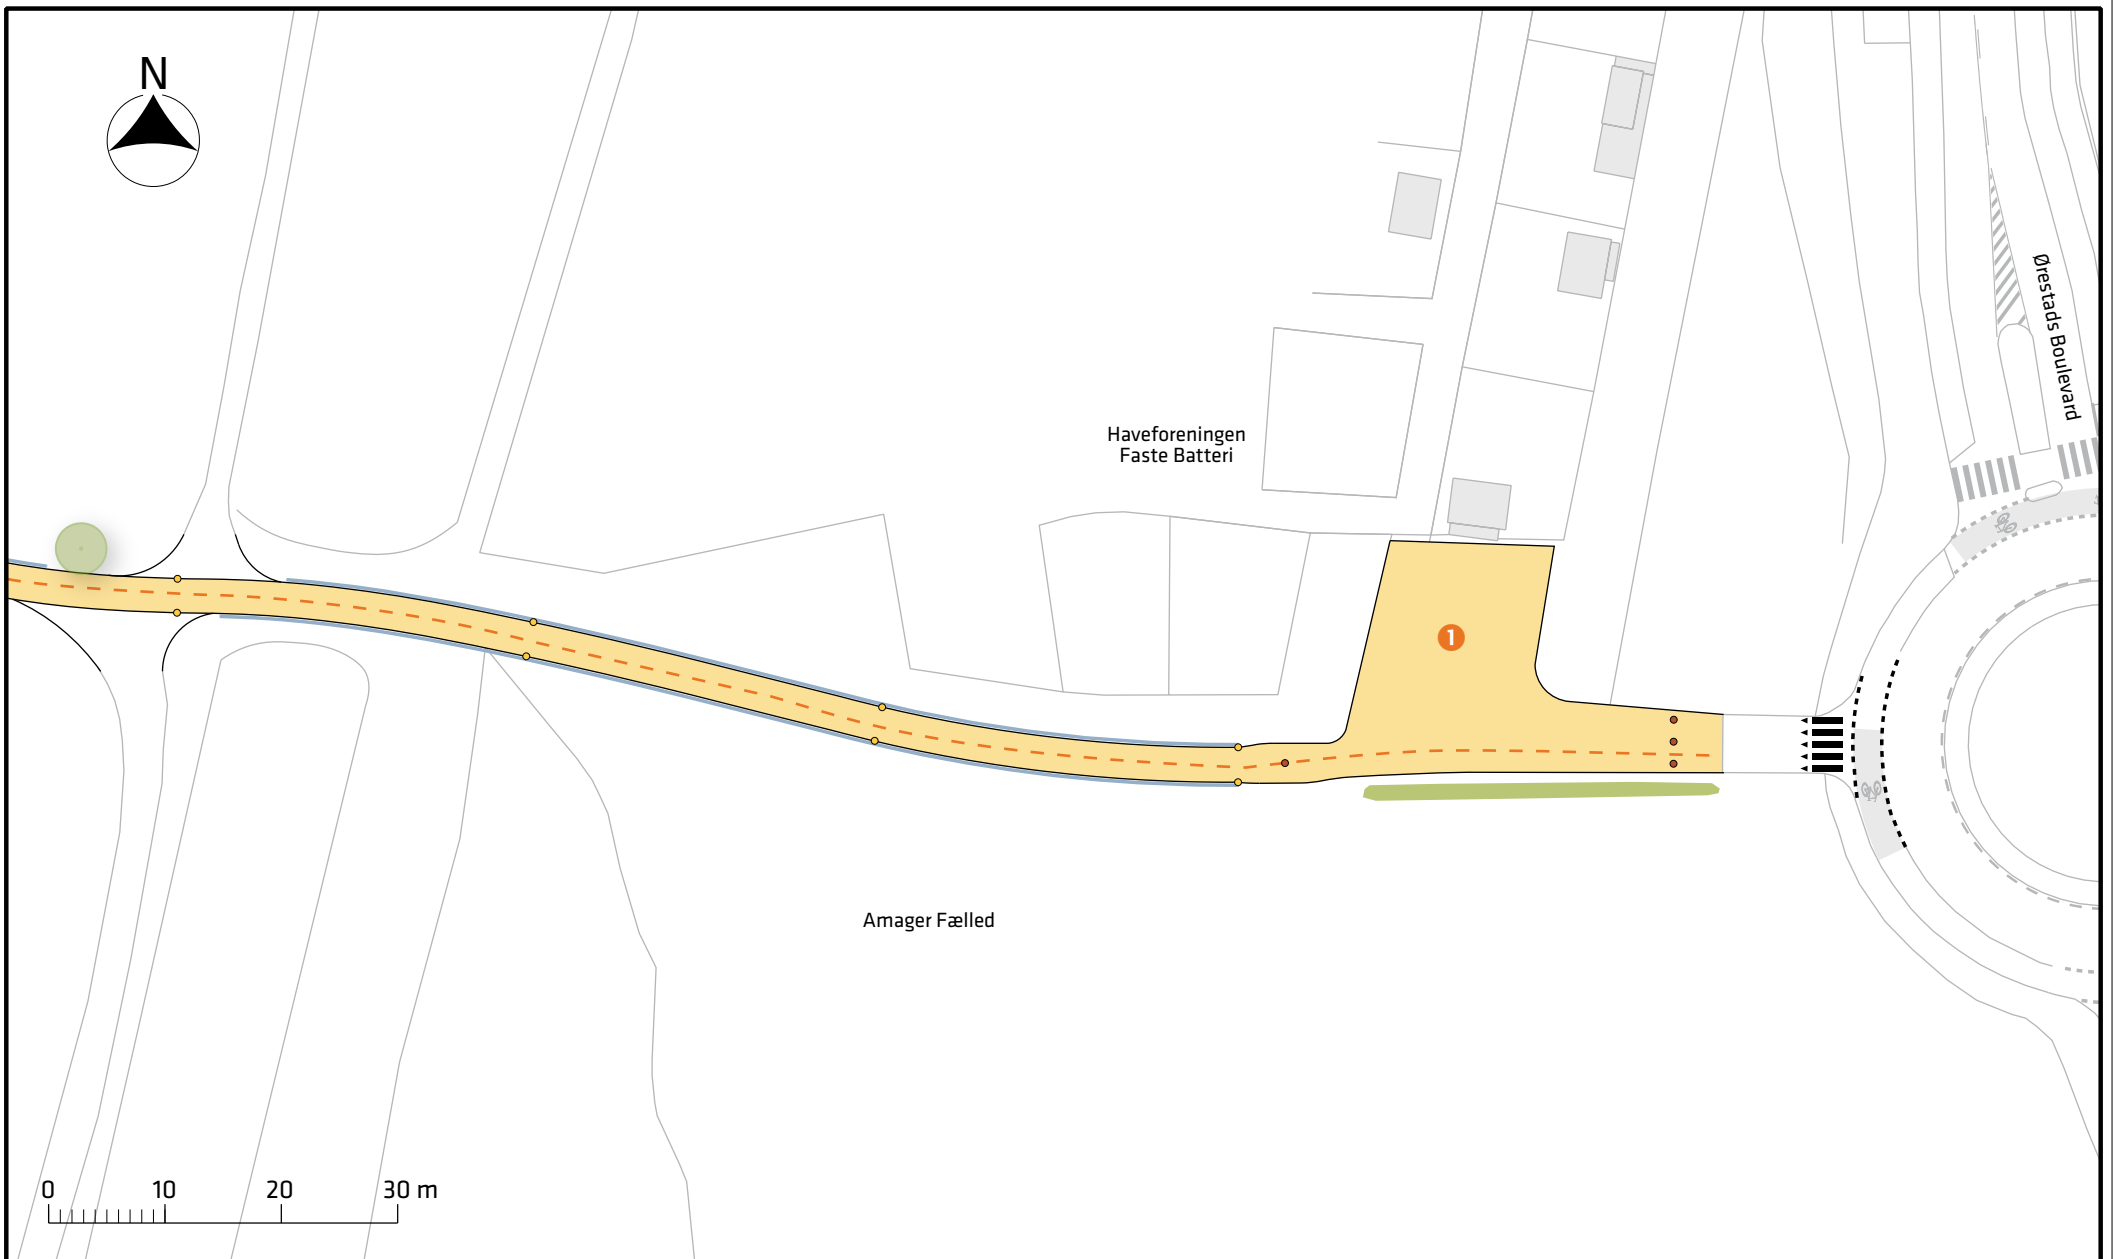 N
Ørestads Boulevard
Haveforeningen
Faste Batteri
1
Amager Fælled
0 10 20 30 m